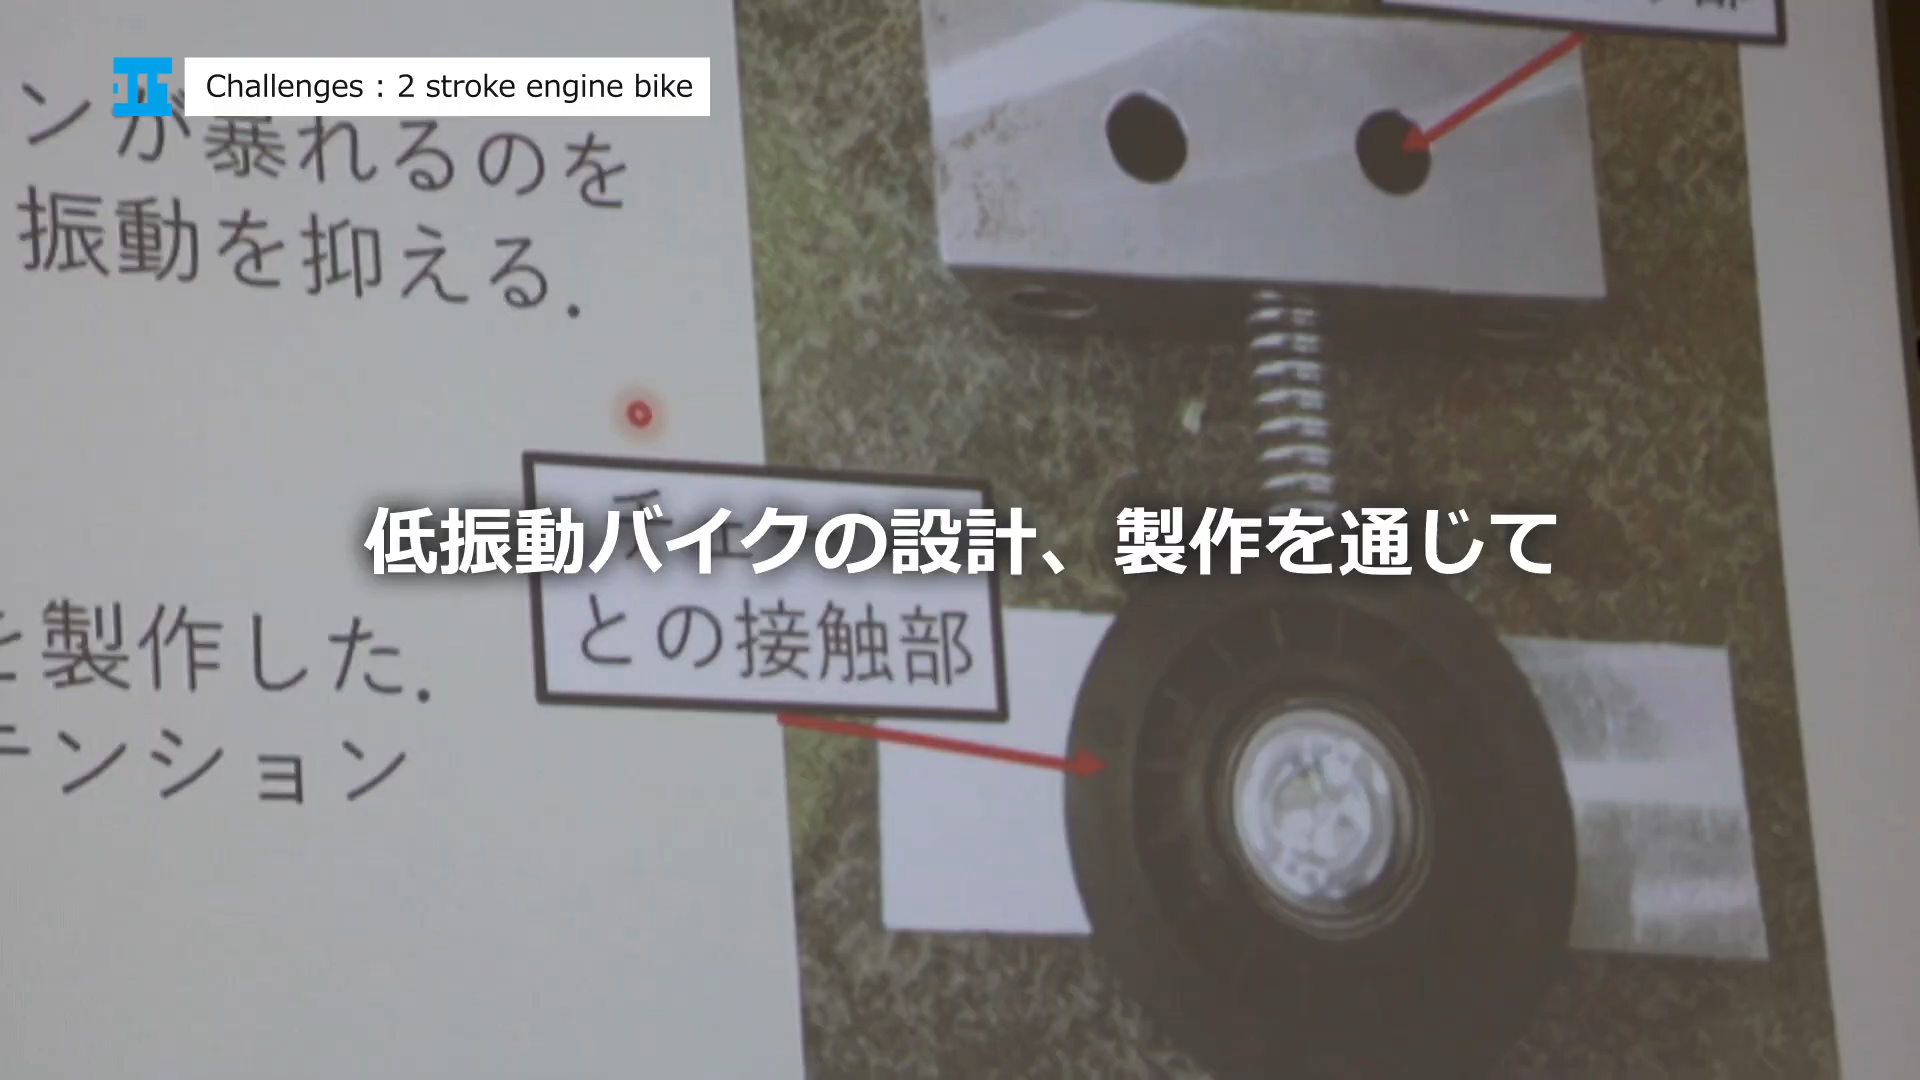 Challenges : 2 stroke engine bike
ンが暴れるのを
振動を抑える.
低振動バイクの設計、製作を通じて
との接触部
を製作した.
テンション